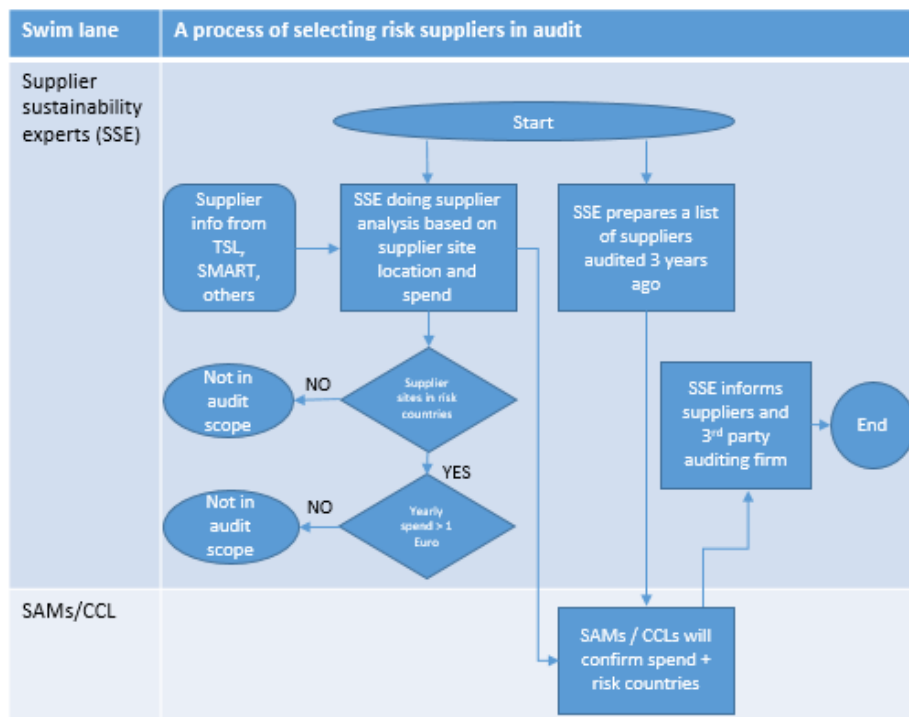 Swim lane
A process of selecting risk suppliers in audit
Supplier
sustainability
experts (SSE)
Start
Supplier
info from
TSL,
SMART,
others
SSE doing supplier
analysis based on
supplier site
location and
spend
SSE prepares a list
of suppliers
audited 3 years
ago
Not in
audit
scope
NO
Supplier
sites in risk
countries
SSE informs
suppliers and
3rd party
auditing firm
End
YES
Not in
audit
scope
NO
Yearly
spend > 1
Euro
SAMs/CCL
SAMs / CCLs will
confirm spend +
risk countries